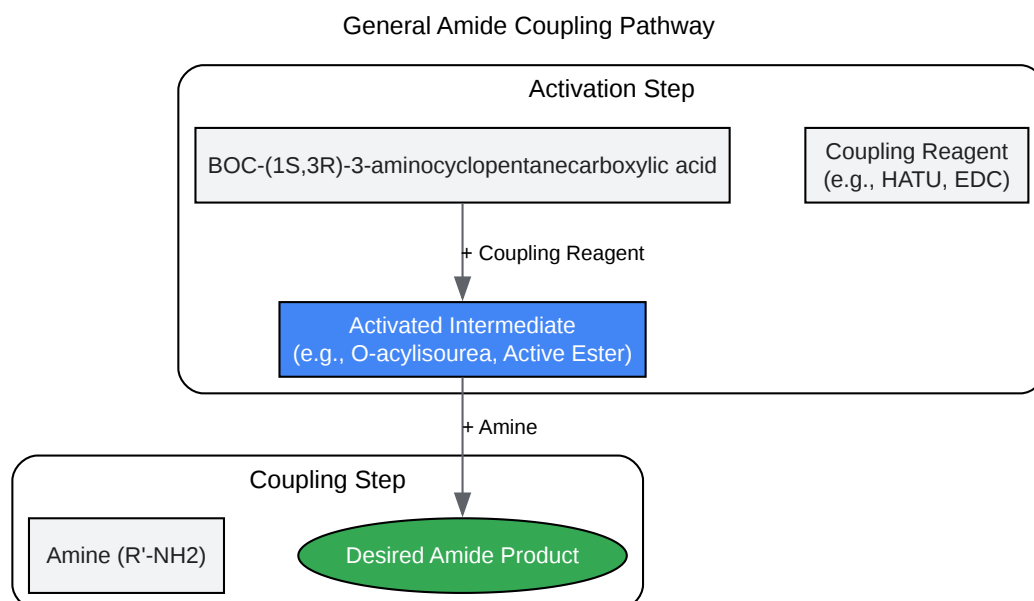 General Amide Coupling Pathway
Activation Step
BOC-(1S,3R)-3-aminocyclopentanecarboxylic acid
Coupling Reagent
(e.g., HATU, EDC)
+ Coupling Reagent
Activated Intermediate
(e.g., O-acylisourea, Active Ester)
+ Amine
Coupling Step
Amine (R'-NH2)
Desired Amide Product